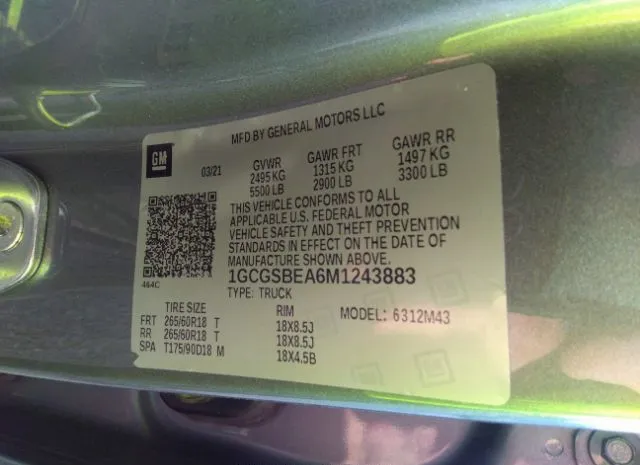 MFD BY GENERAL MOTORS LLC
GM
03/21
GVWR
2495 KG
5500 LB
GAWR FRT
1315 KG
2900 LB
GAWR RR
1497 KG
3300 LB
THIS VEHICLE CONFORMS TO ALL
APPLICABLE U.S. FEDERAL MOTOR
VEHICLE SAFETY AND THEFT PREVENTION
STANDARDS IN EFFECT ON THE DATE OF
MANUFACTURE SHOWN ABOVE.
464C
1GCGSBEA6M1243883
TYPE: TRUCK
TIRE SIZE RIM MODEL: 6312M43
FRT 265/60R18 T 18X8.5J
RR 265/60R18 T 18X8.5J
SPA T175/90D18 M 18X4.5B